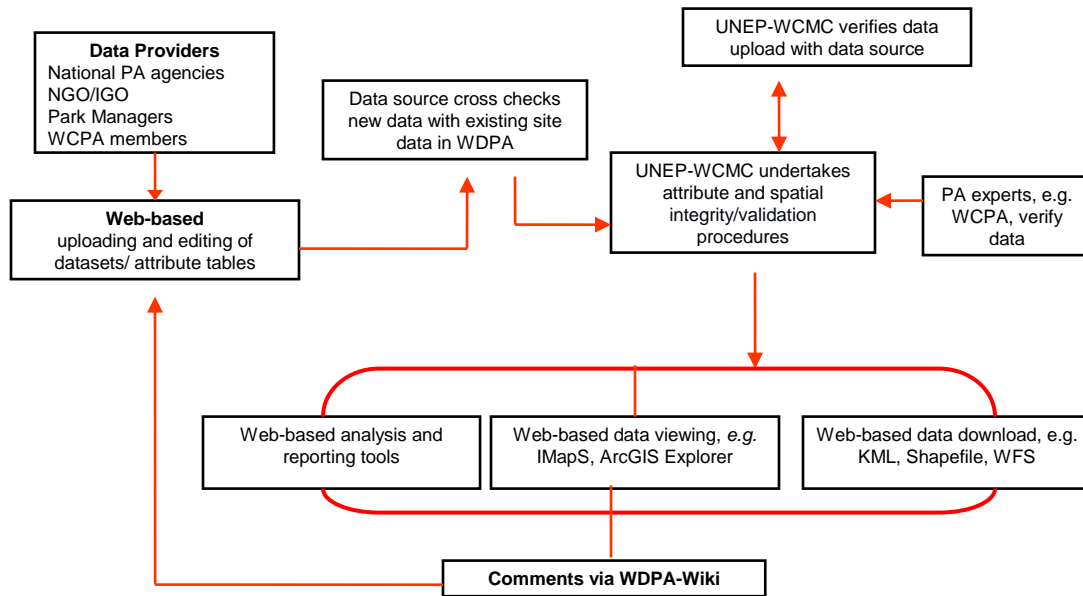 Data Providers
National PA agencies
NGO/IGO
Park Managers
WCPA members
UNEP-WCMC verifies data
upload with data source
Data source cross checks
new data with existing site
data in WDPA
Web-based
uploading and editing of
datasets/ attribute tables
UNEP-WCMC undertakes
attribute and spatial
integrity/validation
procedures
PA experts, e.g.
WCPA, verify
data
Web-based analysis and
reporting tools
Web-based data viewing, e.g.
IMapS, ArcGIS Explorer
Web-based data download, e.g.
KML, Shapefile, WFS
Comments via WDPA-Wiki